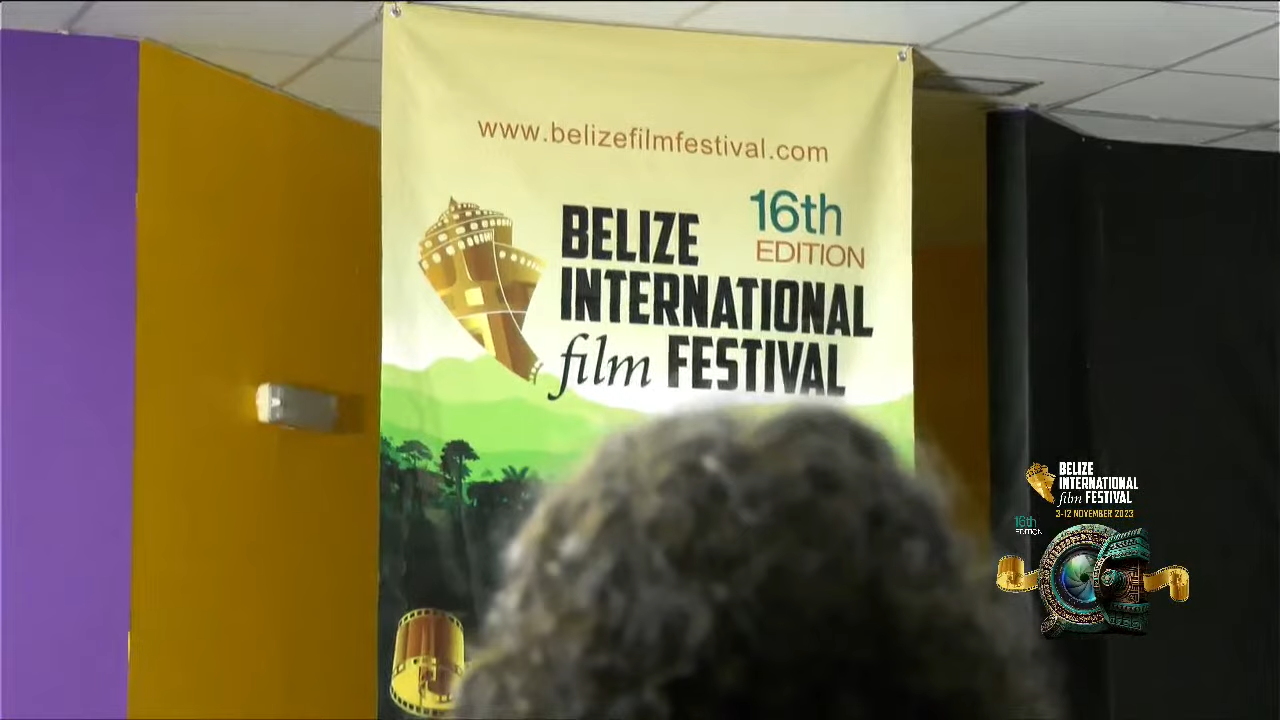 www.belizefilmfestival.com
16th
EDITION
BELIZE
INTERNATIONAL
film FESTIVAL
BELIZE
INTERNATIONAL
film FESTIVAL
3-12 NOVEMBER 2023
16th
EDITION